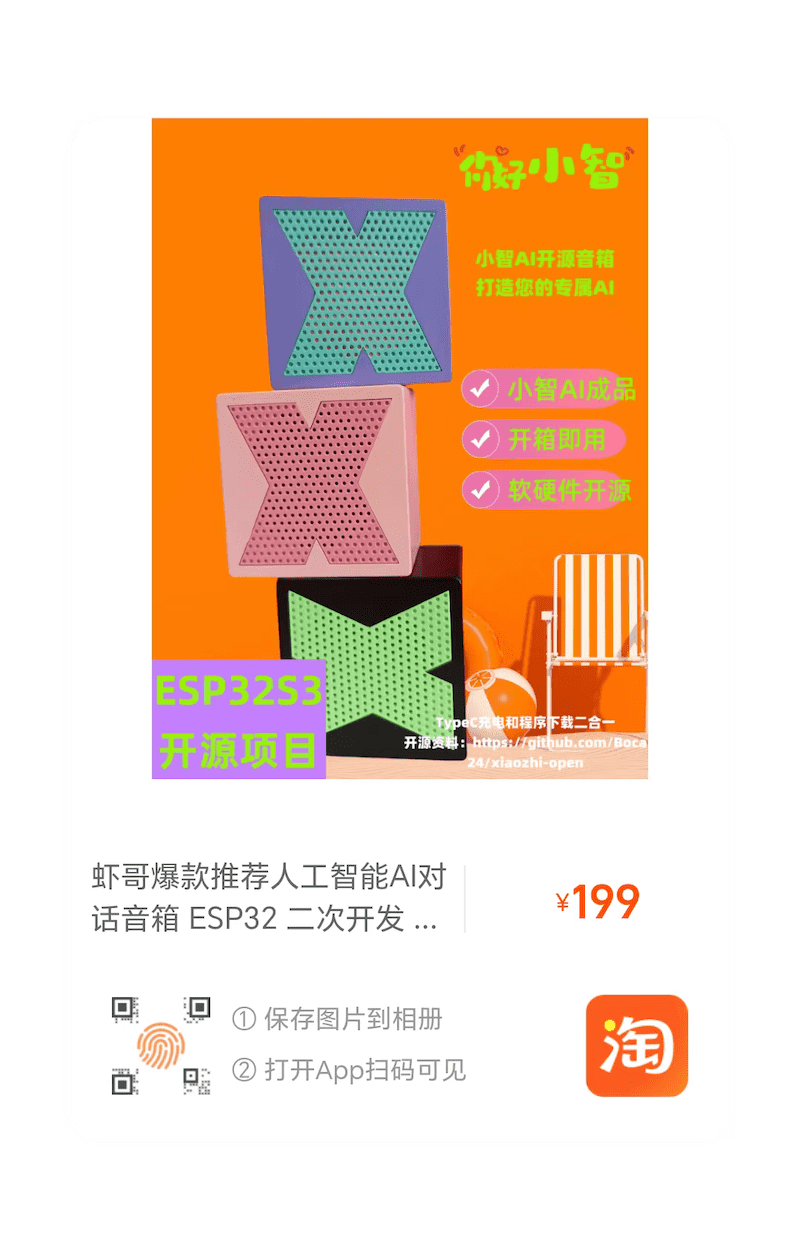 你好小智
小智AI开源音箱
打造您的专属AI
小智AI成品
开箱即用
软硬件开源
ESP32S3
开源项目
TypeC充电和程序下载二合一
开源资料：https://github.com/Boca
24/xiaozhi-open
虾哥爆款推荐人工智能AI对
话音箱 ESP32 二次开发 ...
¥199
① 保存图片到相册
② 打开App扫码可见
淘